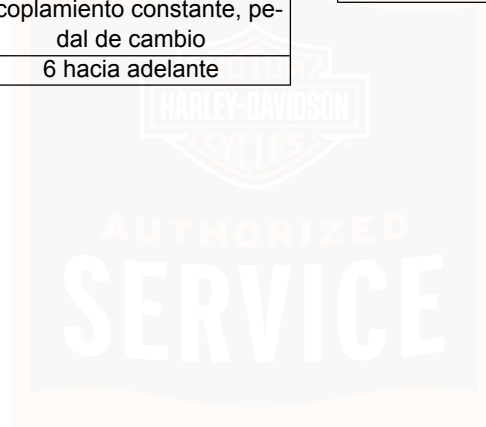 coplamiento constante, pe-
dal de cambio
6 hacia adelante
MOTOR
HARLEY-DAVIDSON
CYCLES
AUTHORIZED
SERVICE